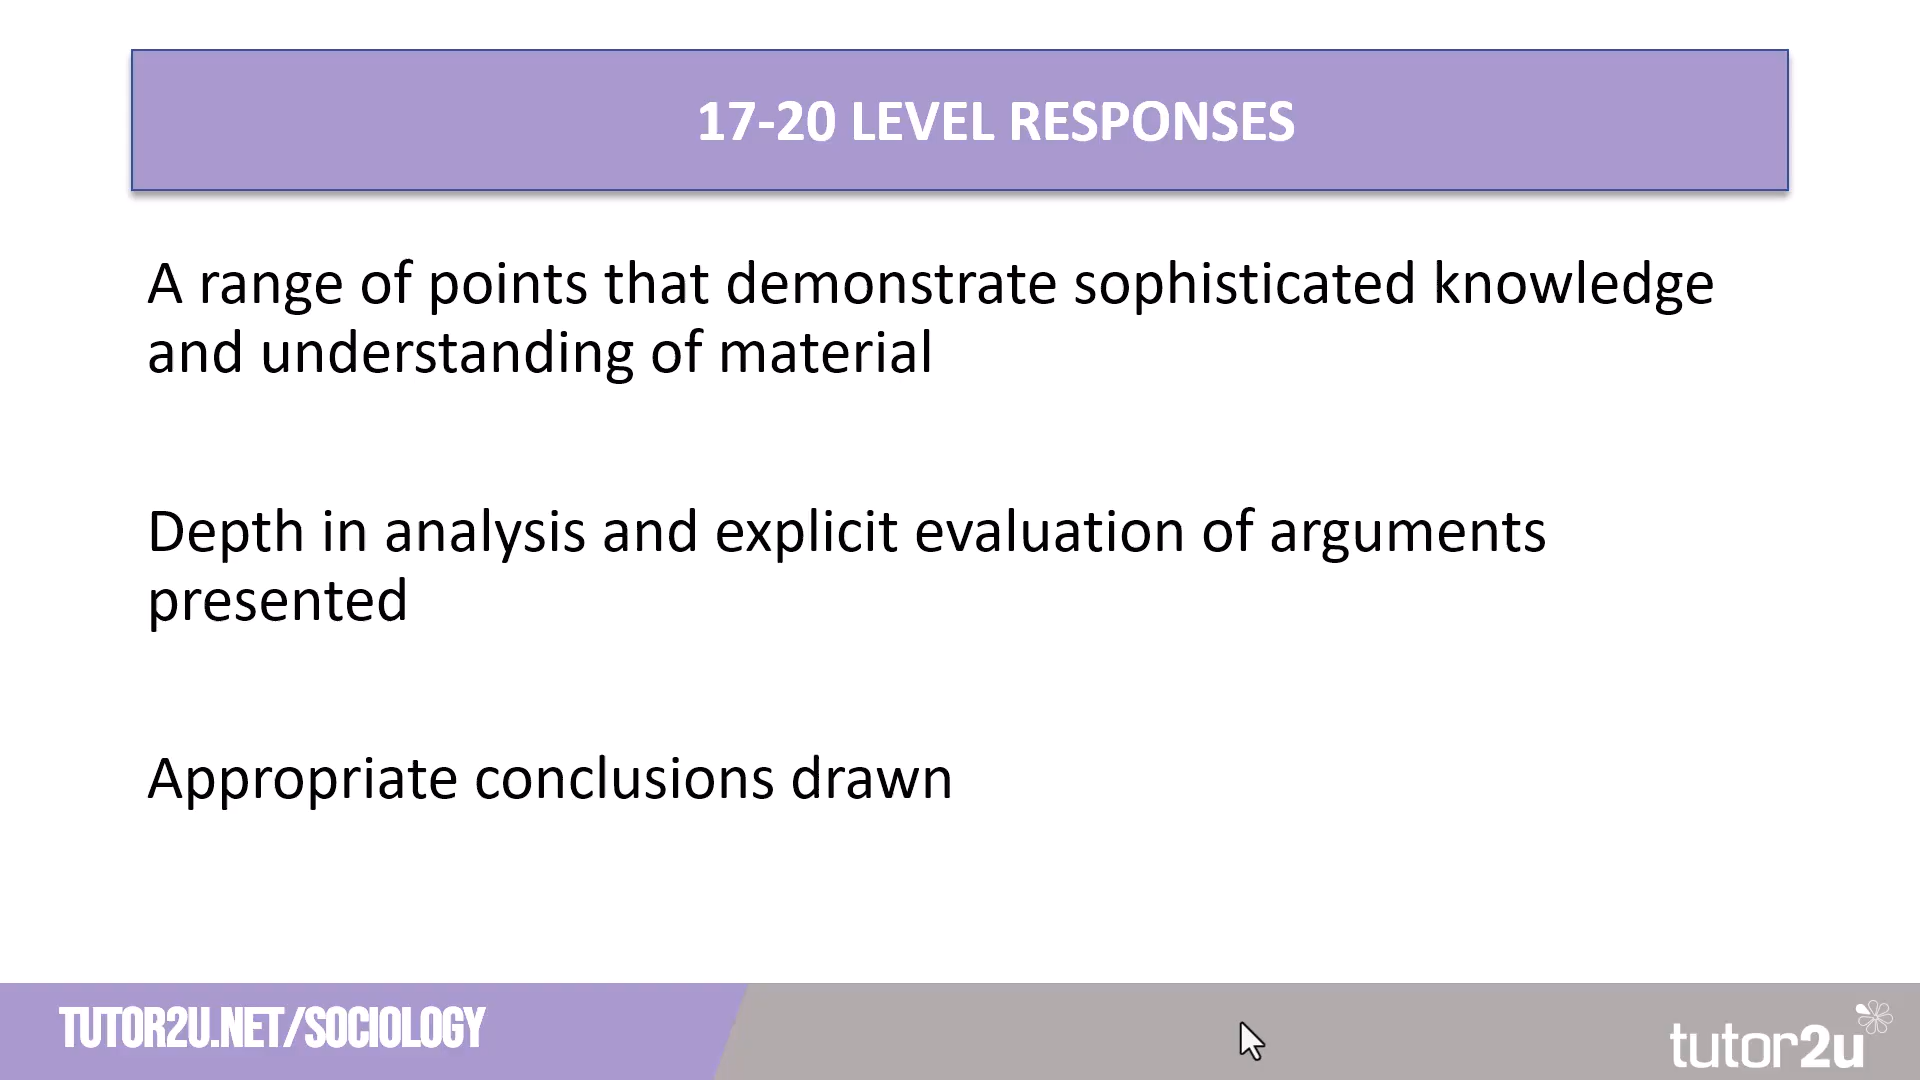 17-20 LEVEL RESPONSES
A range of points that demonstrate sophisticated knowledge
and understanding of material
Depth in analysis and explicit evaluation of arguments
presented
Appropriate conclusions drawn
TUTOR2U.NET/SOCIOLOGY
tutor2u